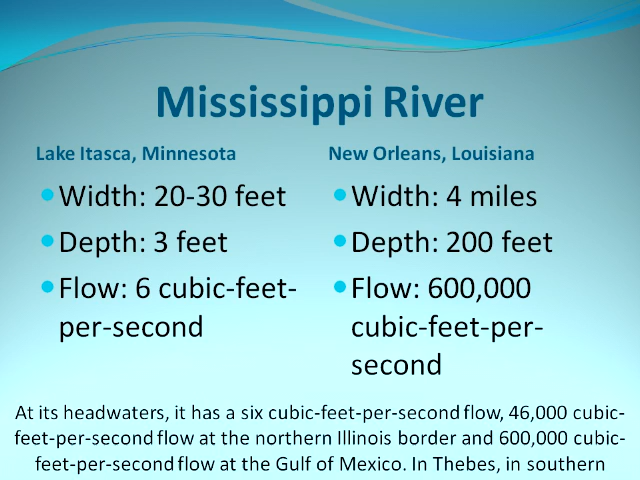 Mississippi River
Lake Itasca, Minnesota
• Width: 20-30 feet
• Depth: 3 feet
• Flow: 6 cubic-feet-
per-second
New Orleans, Louisiana
• Width: 4 miles
• Depth: 200 feet
• Flow: 600,000
cubic-feet-per-
second
At its headwaters, it has a six cubic-feet-per-second flow, 46,000 cubic-
feet-per-second flow at the northern Illinois border and 600,000 cubic-
feet-per-second flow at the Gulf of Mexico. In Thebes, in southern